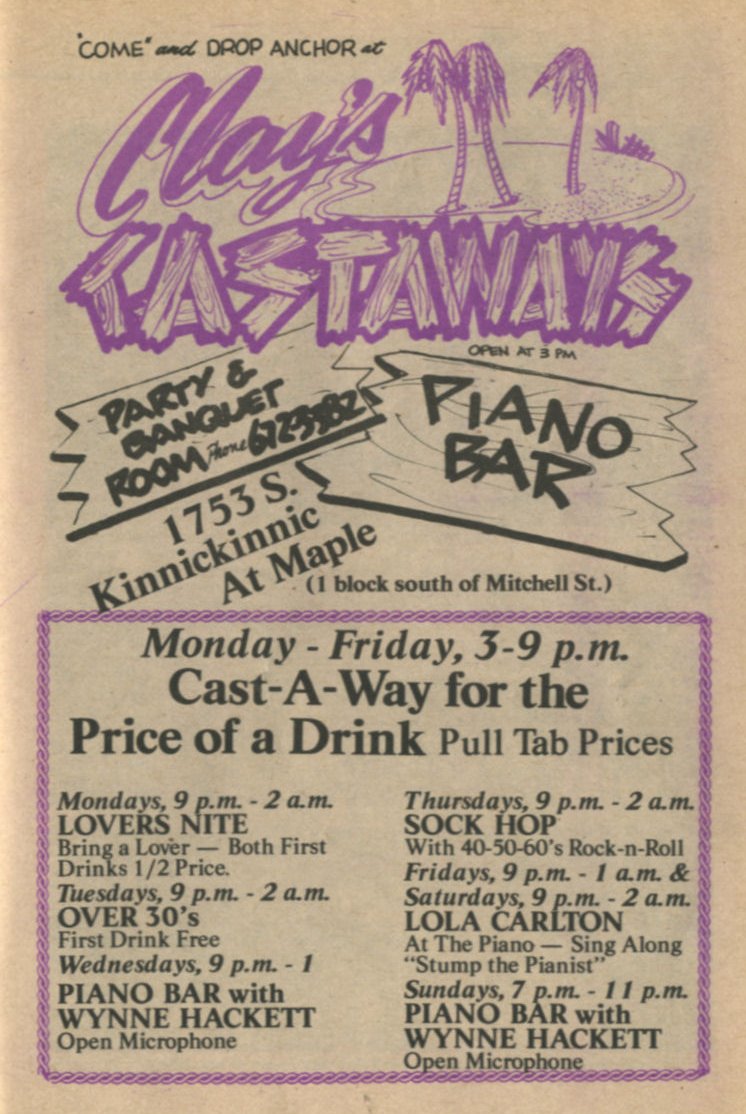 "COME" and DROP ANCHOR at
Clay's
CASTAWAYS
OPEN AT 3 PM
PARTY &
BANQUET
ROOM Phone 6723382
PIANO
BAR
1753 S.
Kinnickinnic
At Maple
(1 block south of Mitchell St.)
Monday - Friday, 3-9 p.m.
Cast-A-Way for the
Price of a Drink Pull Tab Prices
Mondays, 9 p.m. - 2 a.m.
LOVERS NITE
Bring a Lover — Both First
Drinks 1/2 Price.
Tuesdays, 9 p.m. - 2 a.m.
OVER 30's
First Drink Free
Wednesdays, 9 p.m. - 1
PIANO BAR with
WYNNE HACKETT
Open Microphone
Thursdays, 9 p.m. - 2 a.m.
SOCK HOP
With 40-50-60's Rock-n-Roll
Fridays, 9 p.m. - 1 a.m. &
Saturdays, 9 p.m. - 2 a.m.
LOLA CARLTON
At The Piano — Sing Along
"Stump the Pianist"
Sundays, 7 p.m. - 11 p.m.
PIANO BAR with
WYNNE HACKETT
Open Microphone